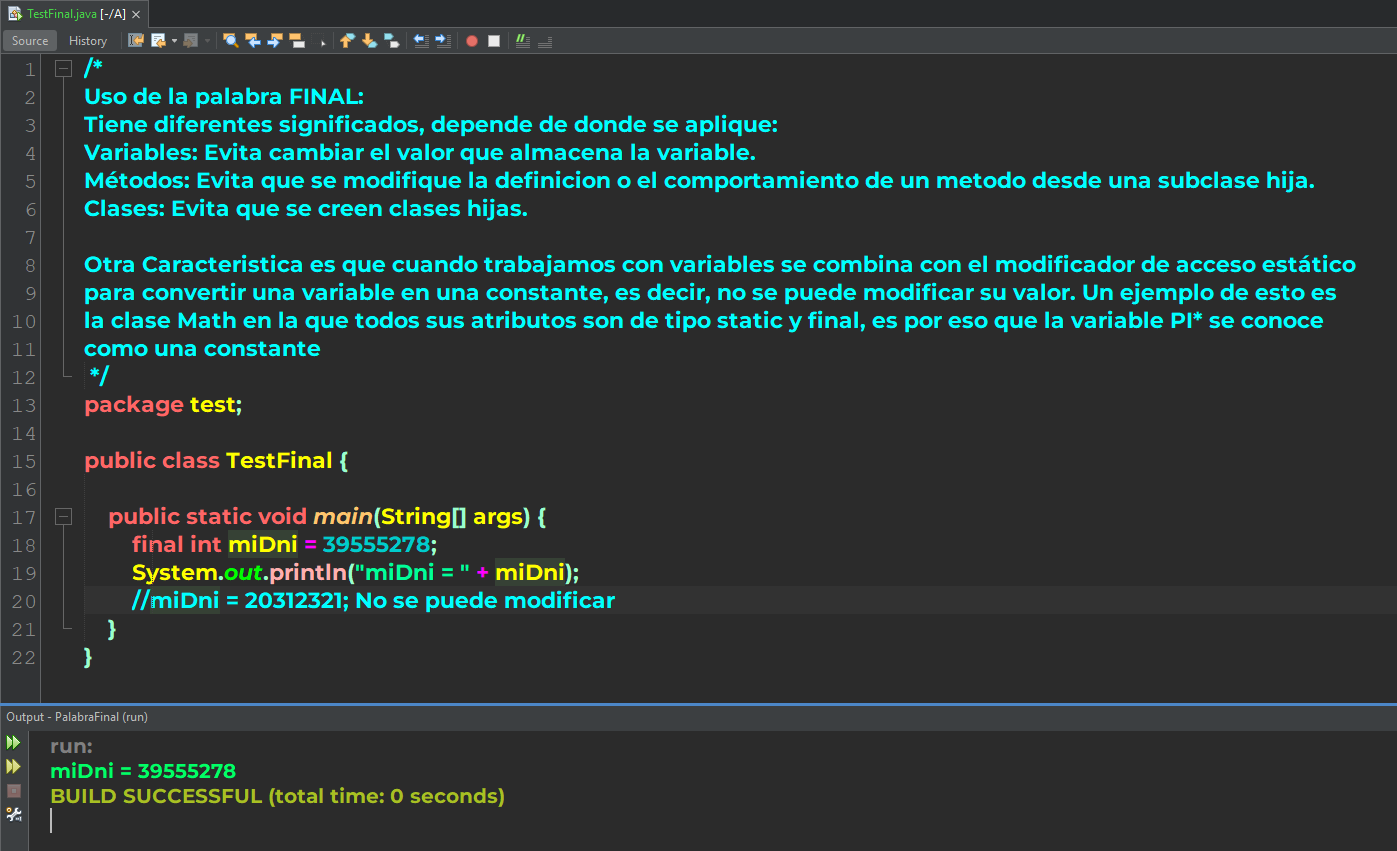 TestFinal.java [-/A]
Source History
1 /*
2 Uso de la palabra FINAL:
3 Tiene diferentes significados, depende de donde se aplique:
4 Variables: Evita cambiar el valor que almacena la variable.
5 Métodos: Evita que se modifique la definicion o el comportamiento de un metodo desde una subclase hija.
6 Clases: Evita que se creen clases hijas.
7
8 Otra Caracteristica es que cuando trabajamos con variables se combina con el modificador de acceso estático
9 para convertir una variable en una constante, es decir, no se puede modificar su valor. Un ejemplo de esto es
10 la clase Math en la que todos sus atributos son de tipo static y final, es por eso que la variable PI* se conoce
11 como una constante
12 */
13 package test;
14
15 public class TestFinal {
16
17 public static void main(String[] args) {
18 final int miDni = 39555278;
19 System.out.println("miDni = " + miDni);
20 //miDni = 20312321; No se puede modificar
21 }
22 }
Output - PalabraFinal (run)
run:
miDni = 39555278
BUILD SUCCESSFUL (total time: 0 seconds)